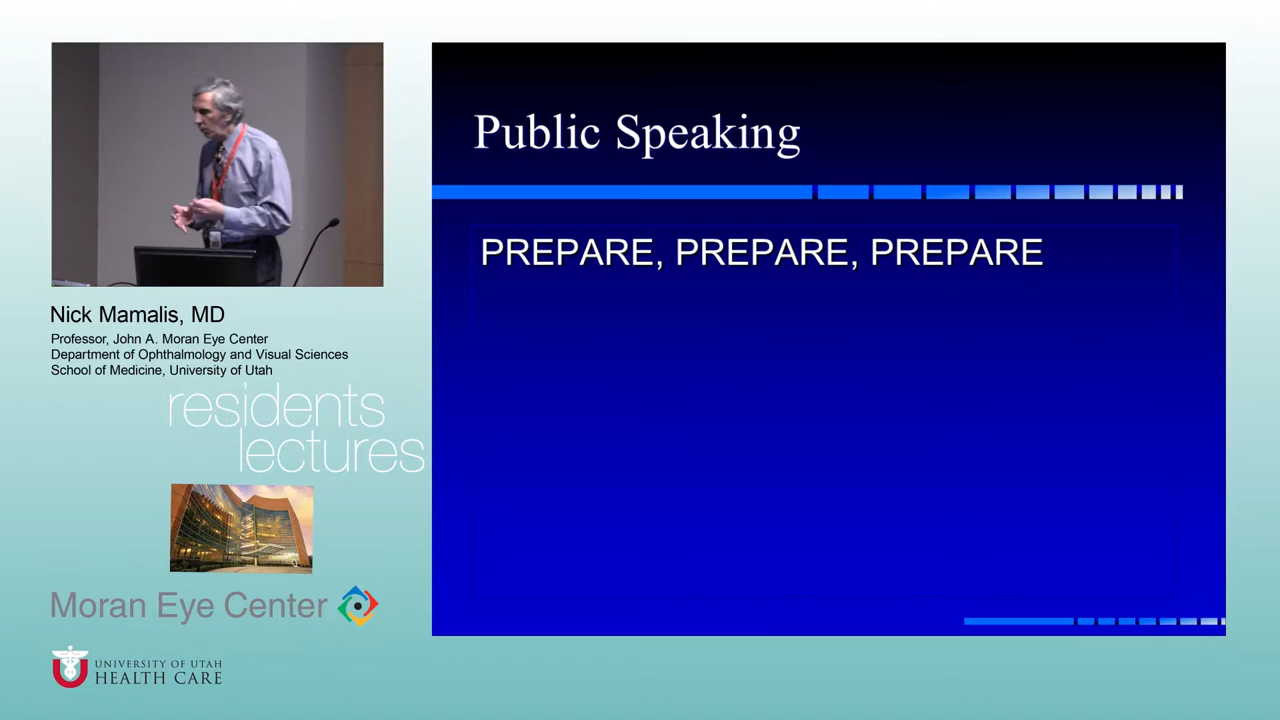 Public Speaking
PREPARE, PREPARE, PREPARE
Nick Mamalis, MD
Professor, John A. Moran Eye Center
Department of Ophthalmology and Visual Sciences
School of Medicine, University of Utah
residents
lectures
Moran Eye Center
UNIVERSITY OF UTAH
HEALTH CARE